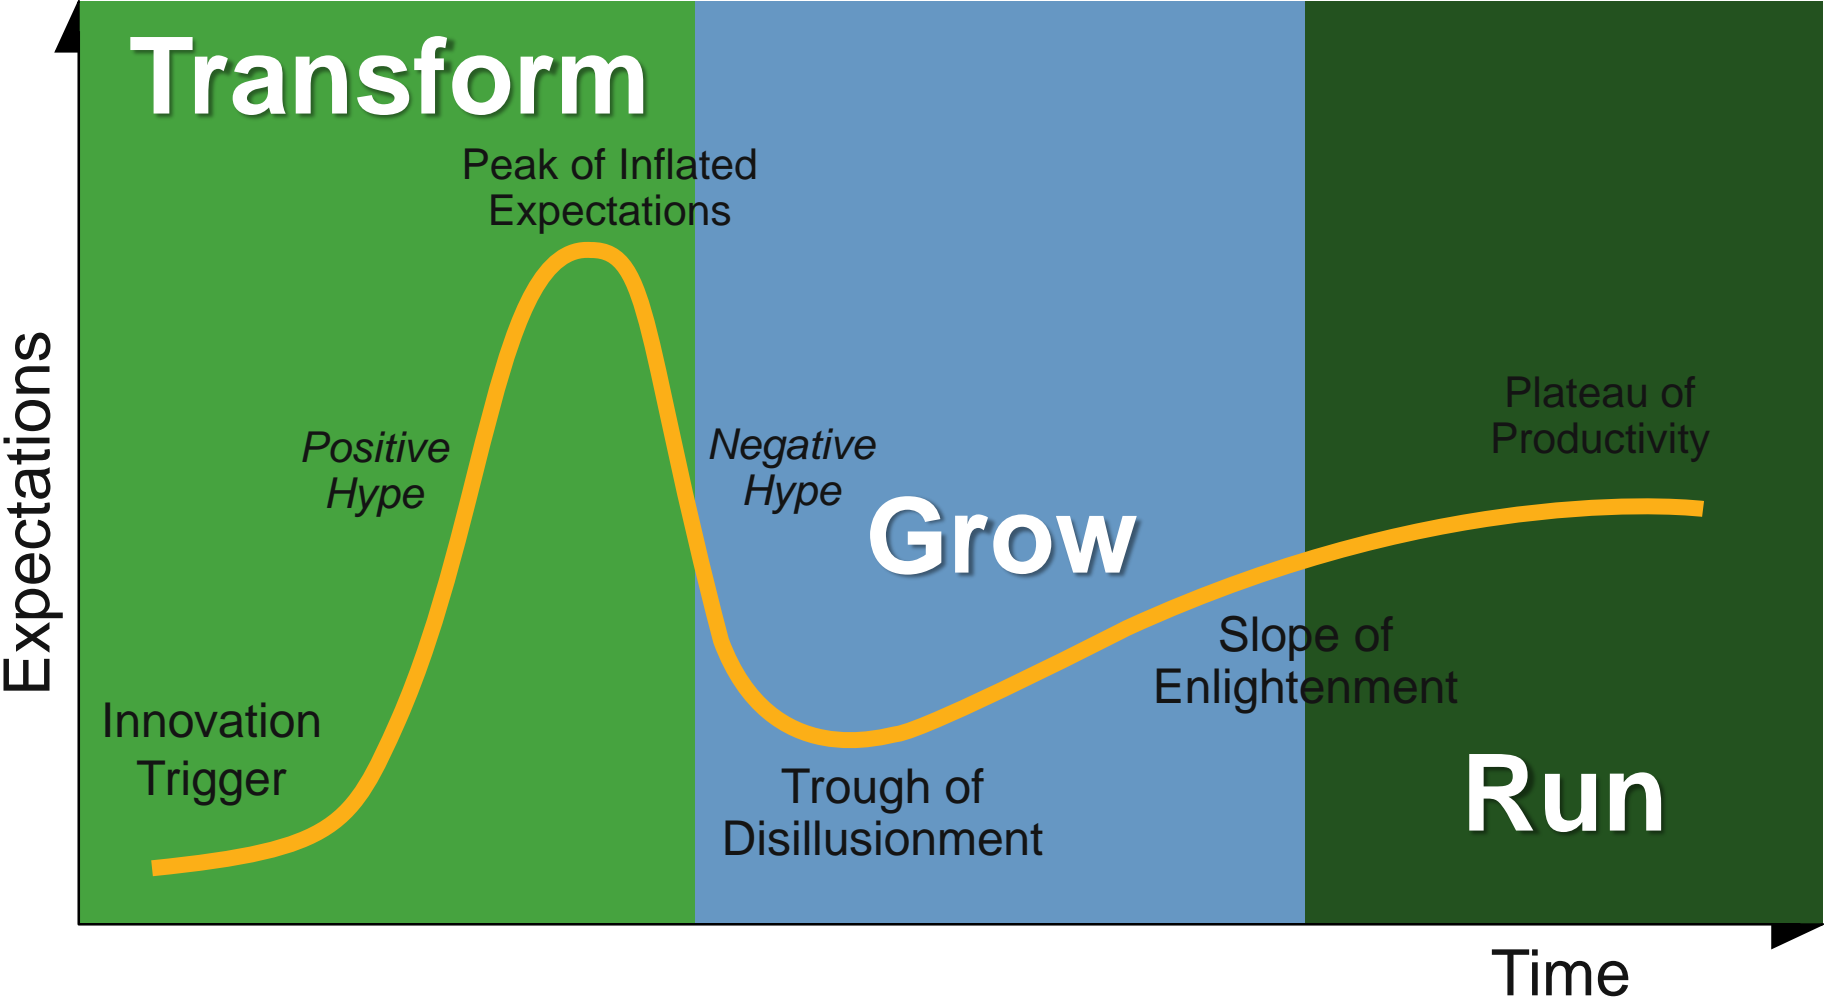 Transform
Peak of Inflated
Expectations
Positive
Hype
Negative
Hype
Grow
Plateau of
Productivity
Expectations
Innovation
Trigger
Slope of
Enlightenment
Trough of
Disillusionment
Run
Time